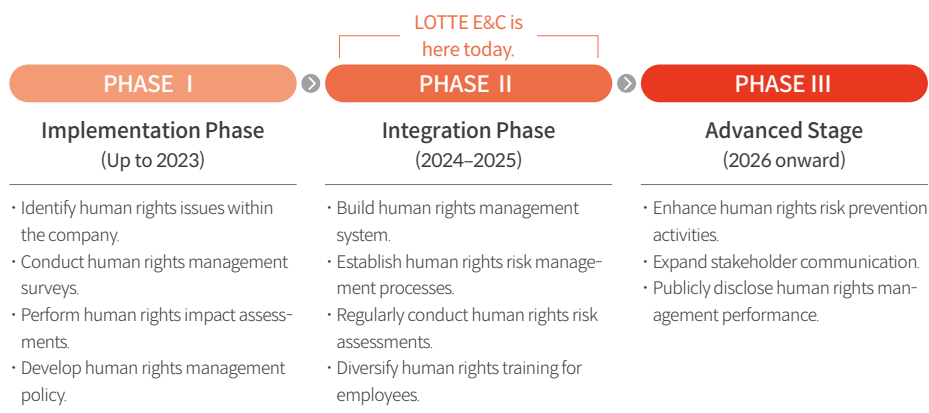 LOTTE E&C is
here today.
PHASE I
Implementation Phase
(Up to 2023)
· Identify human rights issues within
the company.
· Conduct human rights management
surveys.
· Perform human rights impact assess-
ments.
· Develop human rights management
policy.
PHASE II
Integration Phase
(2024–2025)
· Build human rights management
system.
· Establish human rights risk manage-
ment processes.
· Regularly conduct human rights risk
assessments.
· Diversify human rights training for
employees.
PHASE III
Advanced Stage
(2026 onward)
· Enhance human rights risk prevention
activities.
· Expand stakeholder communication.
· Publicly disclose human rights man-
agement performance.